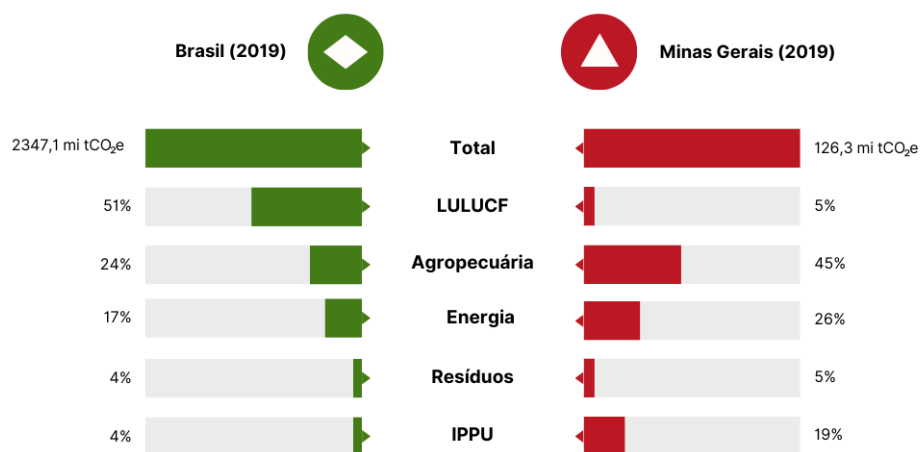 Brasil (2019) Minas Gerais (2019)
2347,1 mi tCO₂e Total 126,3 mi tCO₂e
51% LULUCF 5%
24% Agropecuária 45%
17% Energia 26%
4% Resíduos 5%
4% IPPU 19%